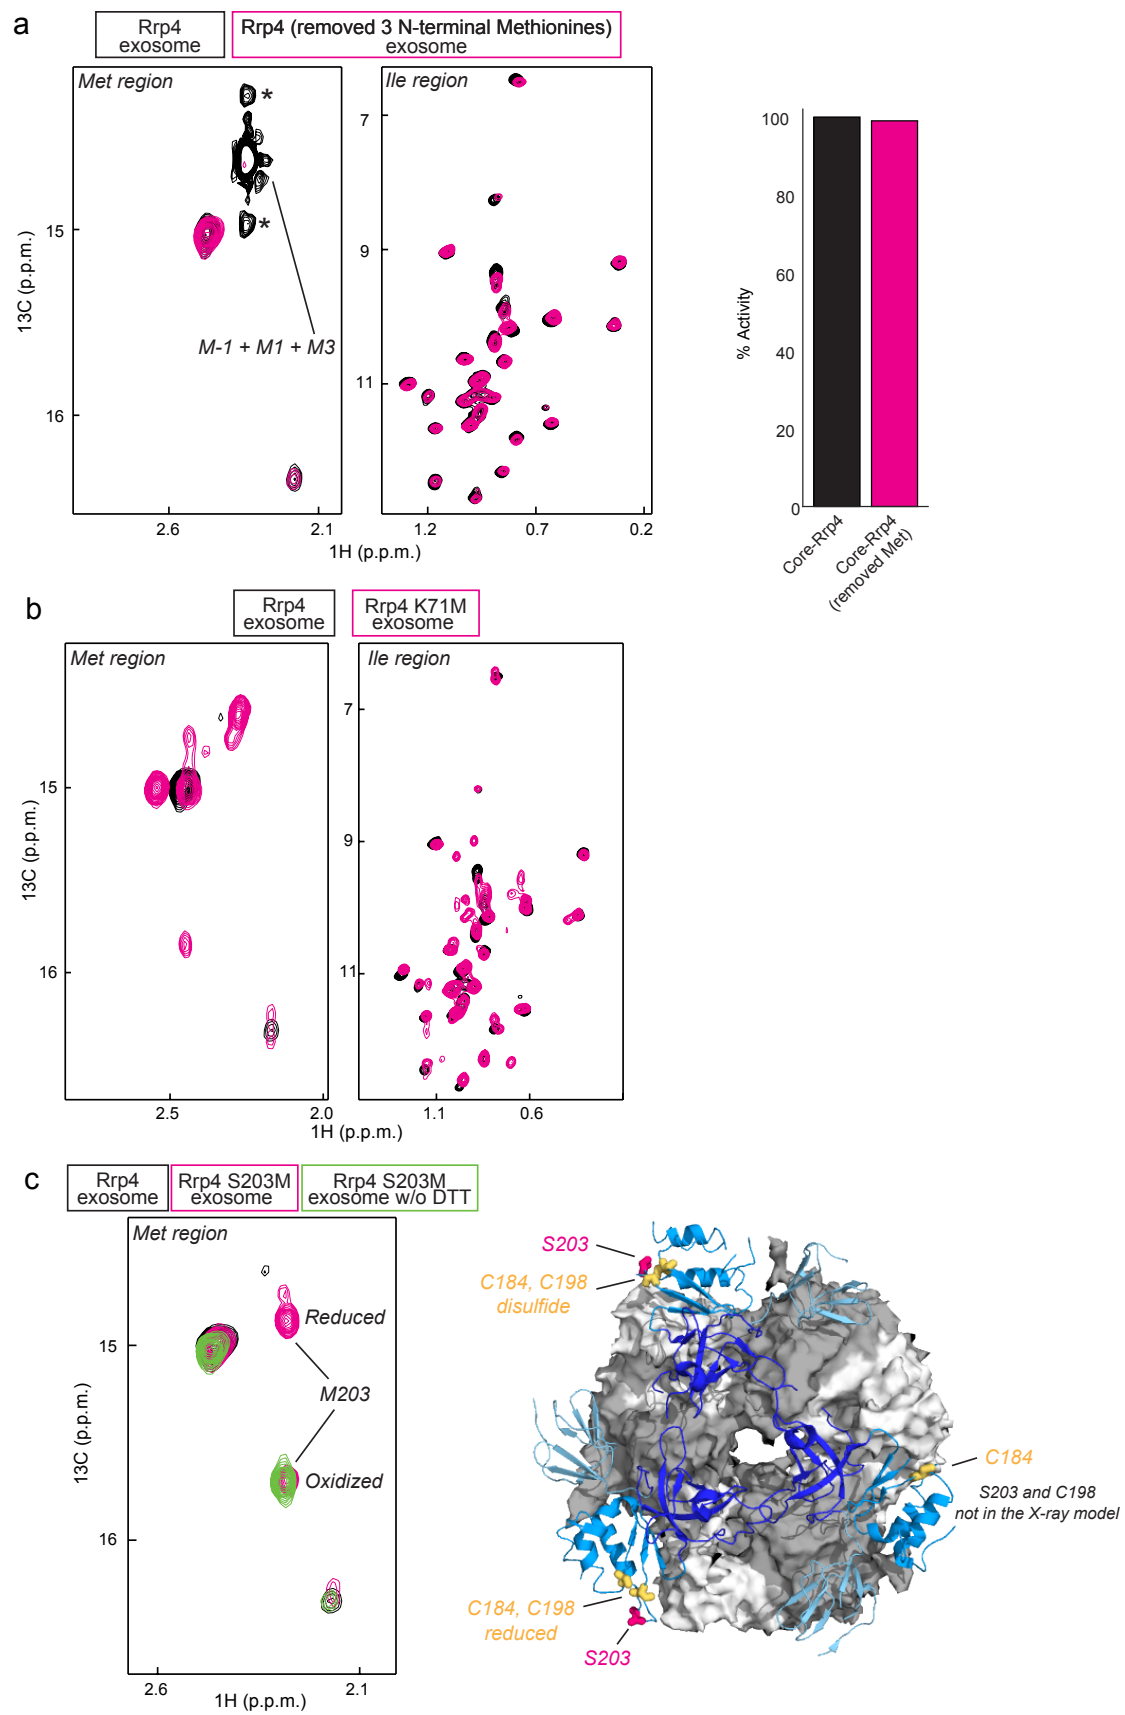 a
Rrp4
exosome
Rrp4 (removed 3 N-terminal Methionines)
exosome
Met region
Ile region
*
*
M-1 + M1 + M3
15
16
13C (p.p.m.)
2.6
2.1
7
9
11
1.2
0.7
0.2
1H (p.p.m.)
100
80
60
40
20
0
% Activity
Core-Rrp4
Core-Rrp4
(removed Met)
b
Rrp4
exosome
Rrp4 K71M
exosome
Met region
Ile region
15
16
13C (p.p.m.)
2.5
2.0
7
9
11
1.1
0.6
1H (p.p.m.)
c
Rrp4
exosome
Rrp4 S203M
exosome
Rrp4 S203M
exosome w/o DTT
Met region
Reduced
M203
Oxidized
15
16
13C (p.p.m.)
2.6
2.1
1H (p.p.m.)
S203
C184, C198
disulfide
C184
S203 and C198
not in the X-ray model
C184, C198
reduced
S203